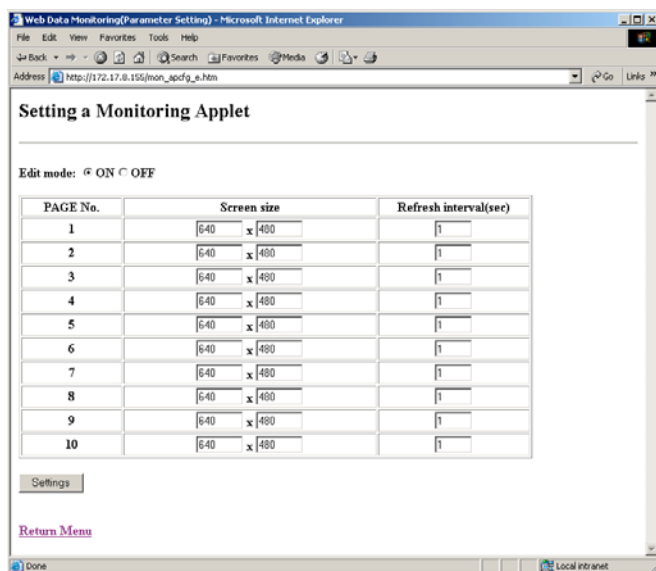 Web Data Monitoring(Parameter Setting) - Microsoft Internet Explorer
File Edit View Favorites Tools Help
Back Search Favorites Media
Address http://172.17.8.155/mon_apcfg_e.htm Go Links »
Setting a Monitoring Applet
Edit mode: ON OFF
PAGE No. Screen size Refresh interval(sec)
1 640 x 480 1
2 640 x 480 1
3 640 x 480 1
4 640 x 480 1
5 640 x 480 1
6 640 x 480 1
7 640 x 480 1
8 640 x 480 1
9 640 x 480 1
10 640 x 480 1
Settings
Return Menu
Done Local intranet